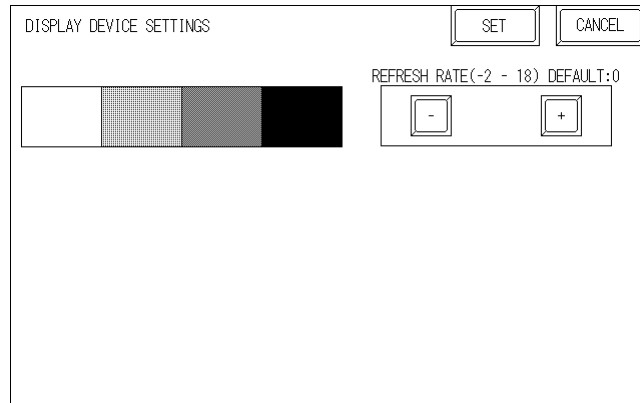 DISPLAY DEVICE SETTINGS
SET
CANCEL
REFRESH RATE(-2 - 18) DEFAULT:0
-
+